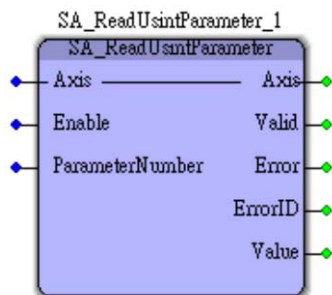 SA_ReadUsintParameter_1
SA_ReadUsintParameter
Axis Axis
Enable Valid
ParameterNumber Error
ErrorID
Value